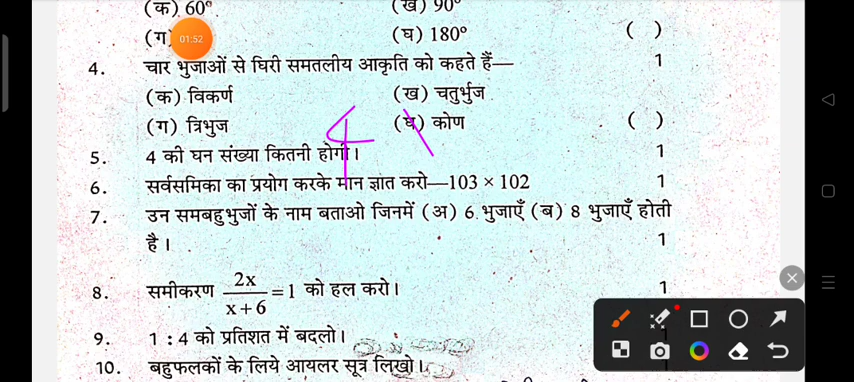 (क) 60° (ख) 90°
(ग) (घ) 180° ( )
01:52
4. चार भुजाओं से घिरी समतलीय आकृति को कहते हैं— 1
(क) विकर्ण (ख) चतुर्भुज
(ग) त्रिभुज (घ) कोण ( )
4
5. 4 की घन संख्या कितनी होगी। 1
6. सर्वसमिका का प्रयोग करके मान ज्ञात करो—103 × 102 1
7. उन समबहुभुजों के नाम बताओ जिनमें (अ) 6 भुजाएँ (ब) 8 भुजाएँ होती
है। 1
8. समीकरण 2x/x+6 = 1 को हल करो। 1
9. 1 : 4 को प्रतिशत में बदलो।
10. बहुफलकों के लिये आयलर सूत्र लिखो।